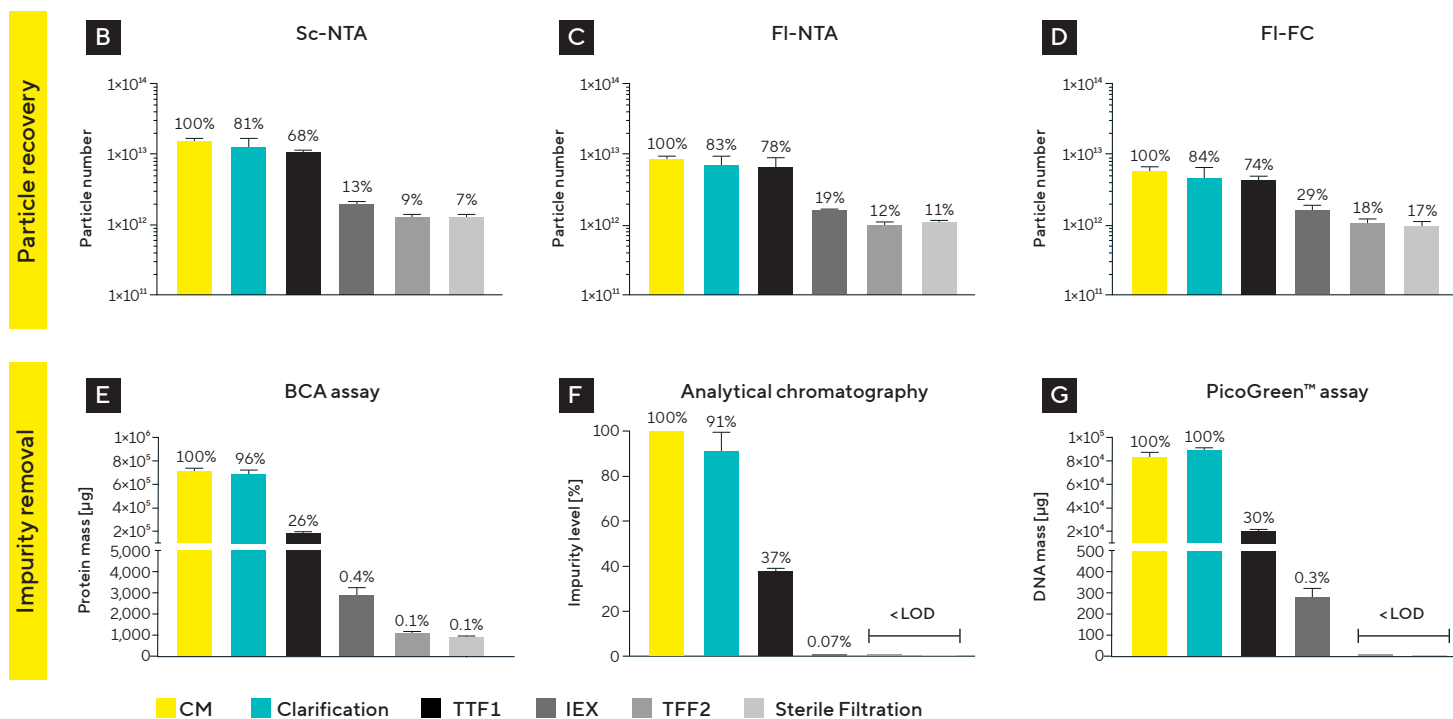 Particle recovery
B Sc-NTA
Particle number
1×10¹⁴
1×10¹³
1×10¹²
1×10¹¹
100% 81% 68% 13% 9% 7%
C FI-NTA
Particle number
1×10¹⁴
1×10¹³
1×10¹²
1×10¹¹
100% 83% 78% 19% 12% 11%
D FI-FC
Particle number
1×10¹⁴
1×10¹³
1×10¹²
1×10¹¹
100% 84% 74% 29% 18% 17%
Impurity removal
E BCA assay
Protein mass [µg]
1×10⁶
8×10⁵
6×10⁵
4×10⁵
2×10⁵
5,000
4,000
3,000
2,000
1,000
0
100% 96% 26% 0.4% 0.1% 0.1%
F Analytical chromatography
Impurity level [%]
100
80
60
40
20
0
100% 91% 37% 0.07% <LOD
G PicoGreen™ assay
DNA mass [µg]
1×10⁵
8×10⁴
6×10⁴
4×10⁴
2×10⁴
500
400
300
200
100
0
100% 100% 30% 0.3% <LOD
CM Clarification TTF1 IEX TFF2 Sterile Filtration